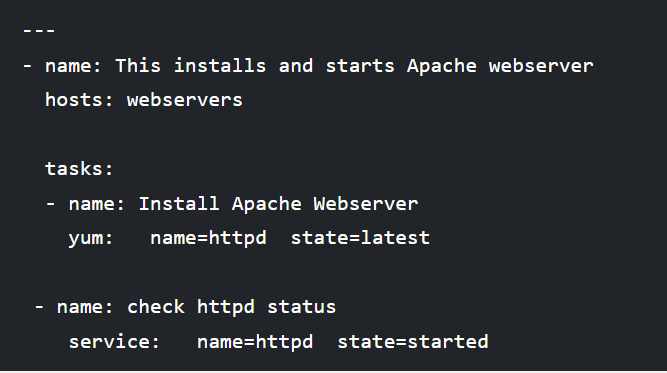 ---
- name: This installs and starts Apache webserver
  hosts: webservers

  tasks:
  - name: Install Apache Webserver
    yum:   name=httpd  state=latest

 - name: check httpd status
    service:   name=httpd  state=started